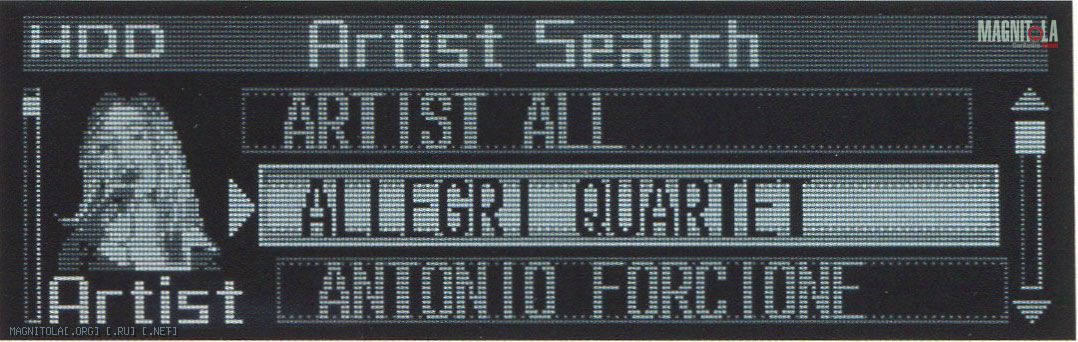 HDD
Artist Search
MAGNITOLA
ARTIST ALL
ALLEGRI QUARTET
ANTONIO FORCIONE
Artist
MAGNITOLA[.ORG] [.RU] [.NET]